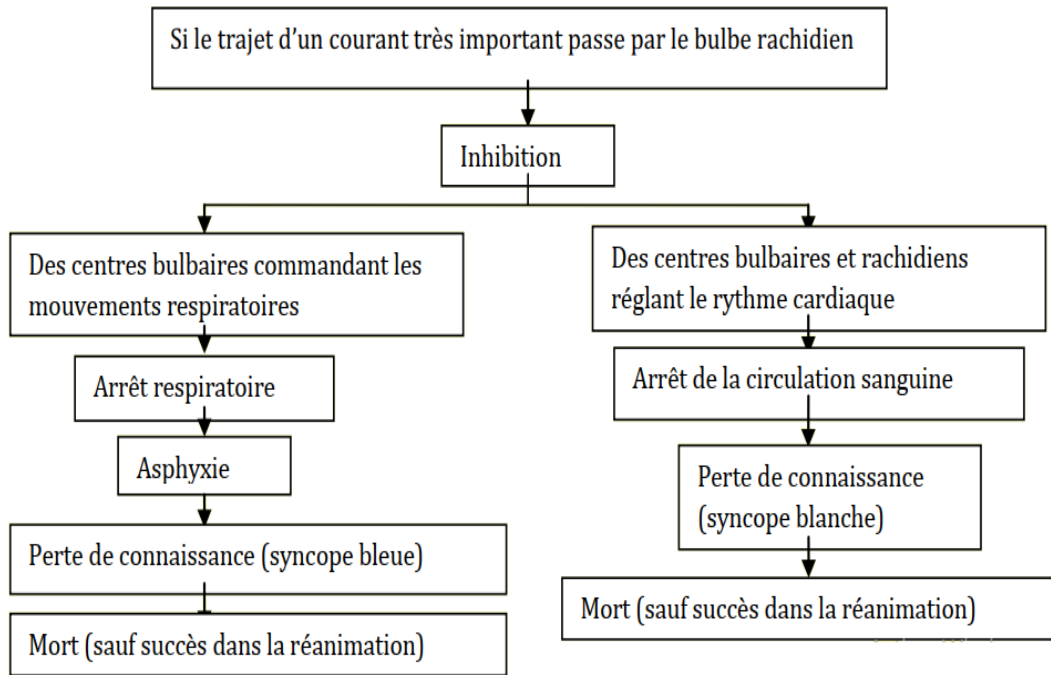 Si le trajet d’un courant très important passe par le bulbe rachidien
Inhibition
Des centres bulbaires commandant les
mouvements respiratoires
Arrêt respiratoire
Asphyxie
Perte de connaissance (syncope bleue)
Mort (sauf succès dans la réanimation)
Des centres bulbaires et rachidiens
réglant le rythme cardiaque
Arrêt de la circulation sanguine
Perte de connaissance
(syncope blanche)
Mort (sauf succès dans la réanimation)